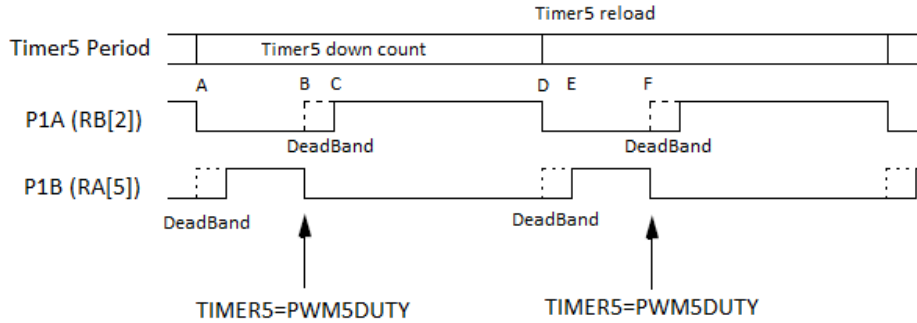 Timer5 reload
Timer5 Period
Timer5 down count
A B C D E F
P1A (RB[2])
DeadBand DeadBand
P1B (RA[5])
DeadBand DeadBand
TIMER5=PWM5DUTY TIMER5=PWM5DUTY